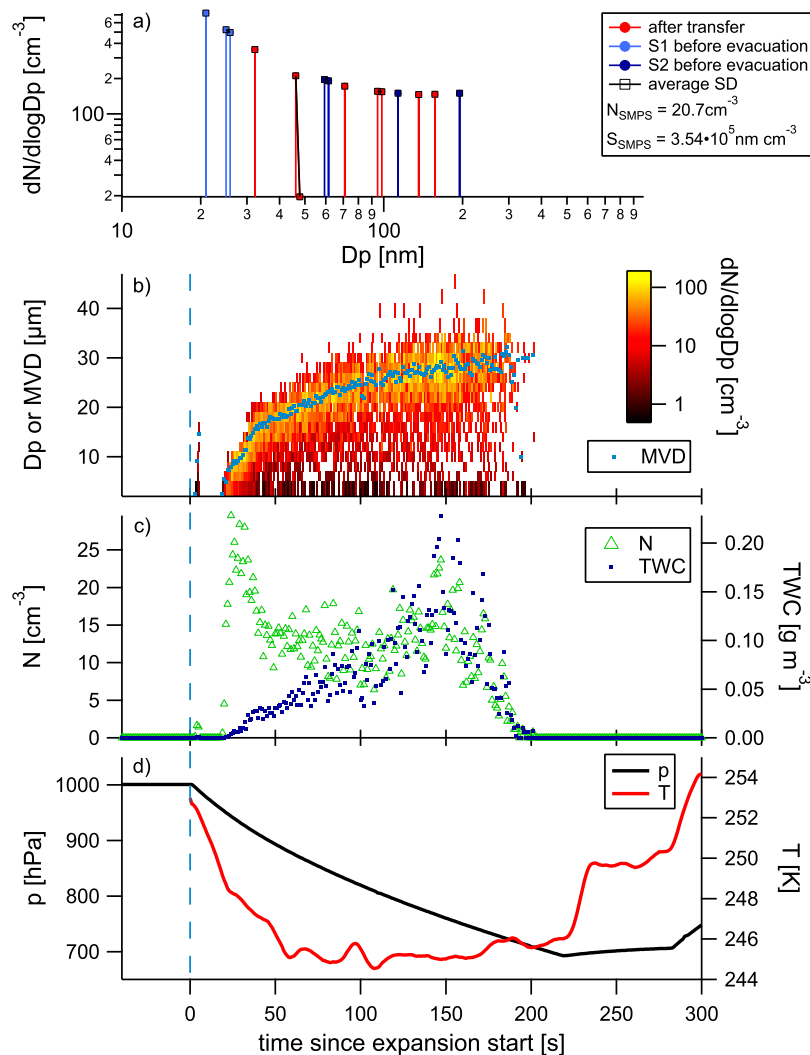 a)
dN/dlogDp [cm⁻³]
6
4
2
100
6
4
2
10
2
3
4
5
6
7
8
9
100
2
3
4
5
6
7
8
9
Dp [nm]
after transfer
S1 before evacuation
S2 before evacuation
average SD
N_SMPS = 20.7cm⁻³
S_SMPS = 3.54•10⁵nm cm⁻³
b)
Dp or MVD [µm]
40
30
20
10
100
10
1
dN/dlogDp [cm⁻³]
MVD
c)
N [cm⁻³]
25
20
15
10
5
0
N
TWC
0.20
0.15
0.10
0.05
0.00
TWC [g m⁻³]
d)
p [hPa]
1000
900
800
700
p
T
254
252
250
248
246
244
T [K]
0
50
100
150
200
250
300
time since expansion start [s]